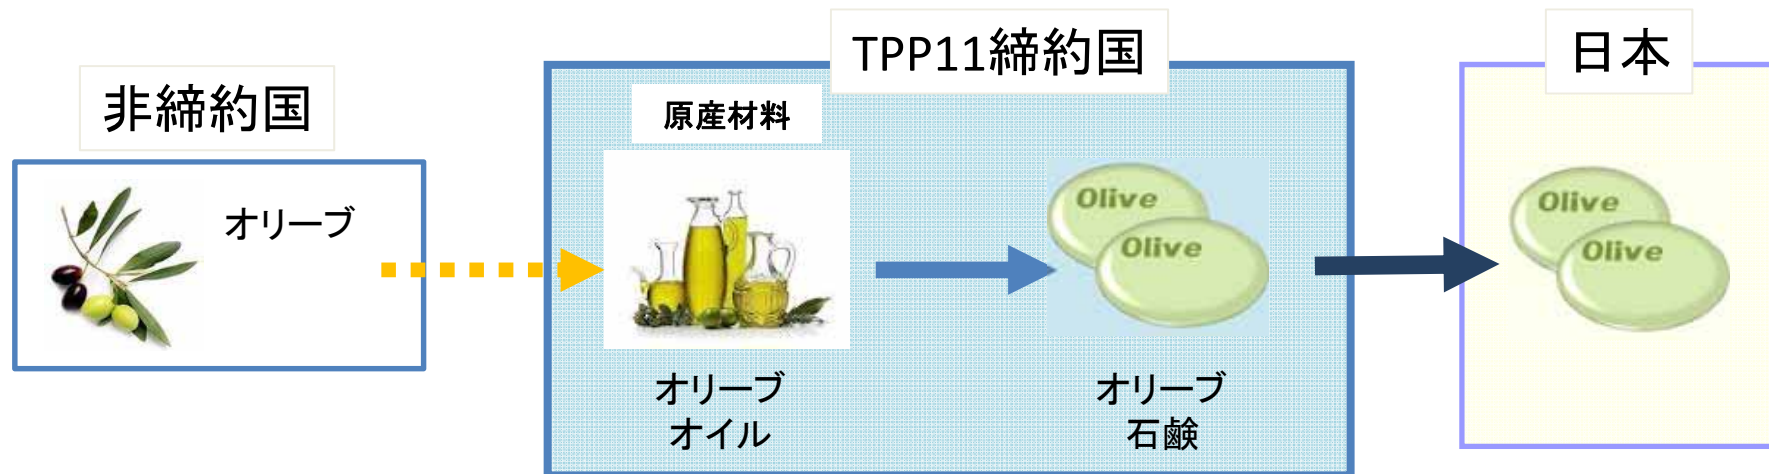 非締約国
オリーブ
TPP11締約国
原産材料
オリーブ
オイル
Olive
Olive
オリーブ
石鹸
日本
Olive
Olive